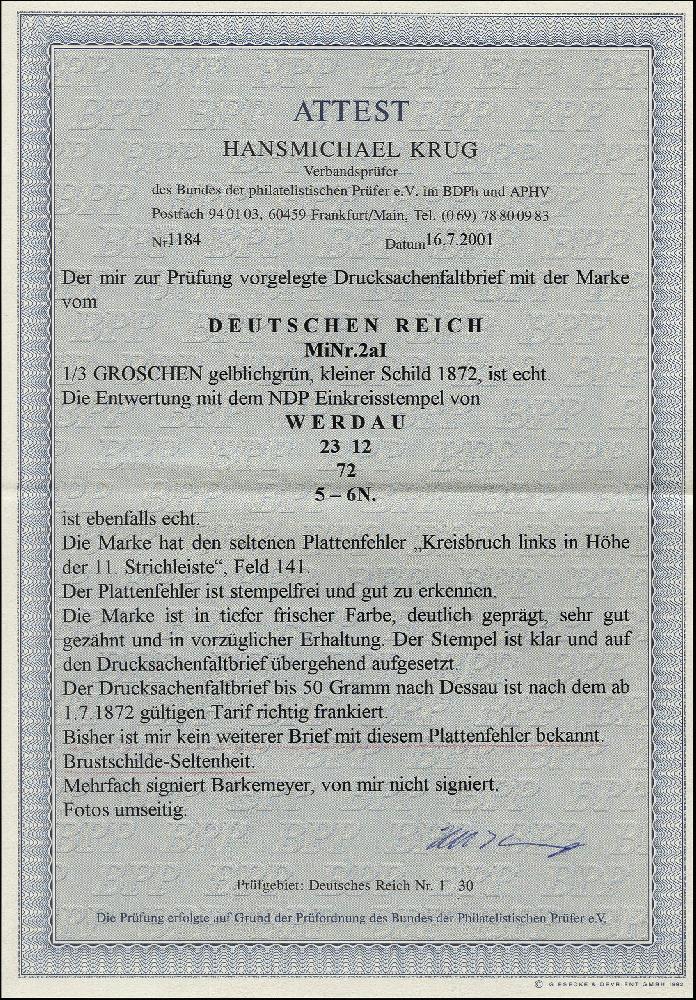 ATTEST
HANSMICHAEL KRUG
Verbandsprüfer
des Bundes der philatelistischen Prüfer e.V. im BDPh und APHV
Postfach 94 01 03, 60459 Frankfurt/Main, Tel. (0 69) 78 80 09 83
Nr. 1184 Datum 16.7.2001
Der mir zur Prüfung vorgelegte Drucksachenfaltbrief mit der Marke
vom
DEUTSCHEN REICH
MiNr.2aI
1/3 GROSCHEN gelblichgrün, kleiner Schild 1872, ist echt.
Die Entwertung mit dem NDP Einkreisstempel von
WERDAU
23 12
72
5 – 6N.
ist ebenfalls echt.
Die Marke hat den seltenen Plattenfehler „Kreisbruch links in Höhe
der 11. Strichleiste“, Feld 141.
Der Plattenfehler ist stempelfrei und gut zu erkennen.
Die Marke ist in tiefer frischer Farbe, deutlich geprägt, sehr gut
gezähnt und in vorzüglicher Erhaltung. Der Stempel ist klar und auf
den Drucksachenfaltbrief übergehend aufgesetzt.
Der Drucksachenfaltbrief bis 50 Gramm nach Dessau ist nach dem ab
1.7.1872 gültigen Tarif richtig frankiert.
Bisher ist mir kein weiterer Brief mit diesem Plattenfehler bekannt.
Brustschilde-Seltenheit.
Mehrfach signiert Barkemeyer, von mir nicht signiert.
Fotos umseitig.
Prüfgebiet: Deutsches Reich Nr. 1 30
Die Prüfung erfolgte auf Grund der Prüfordnung des Bundes der Philatelistischen Prüfer e.V.
© GIESECKE & DEVRIENT GMBH 1992